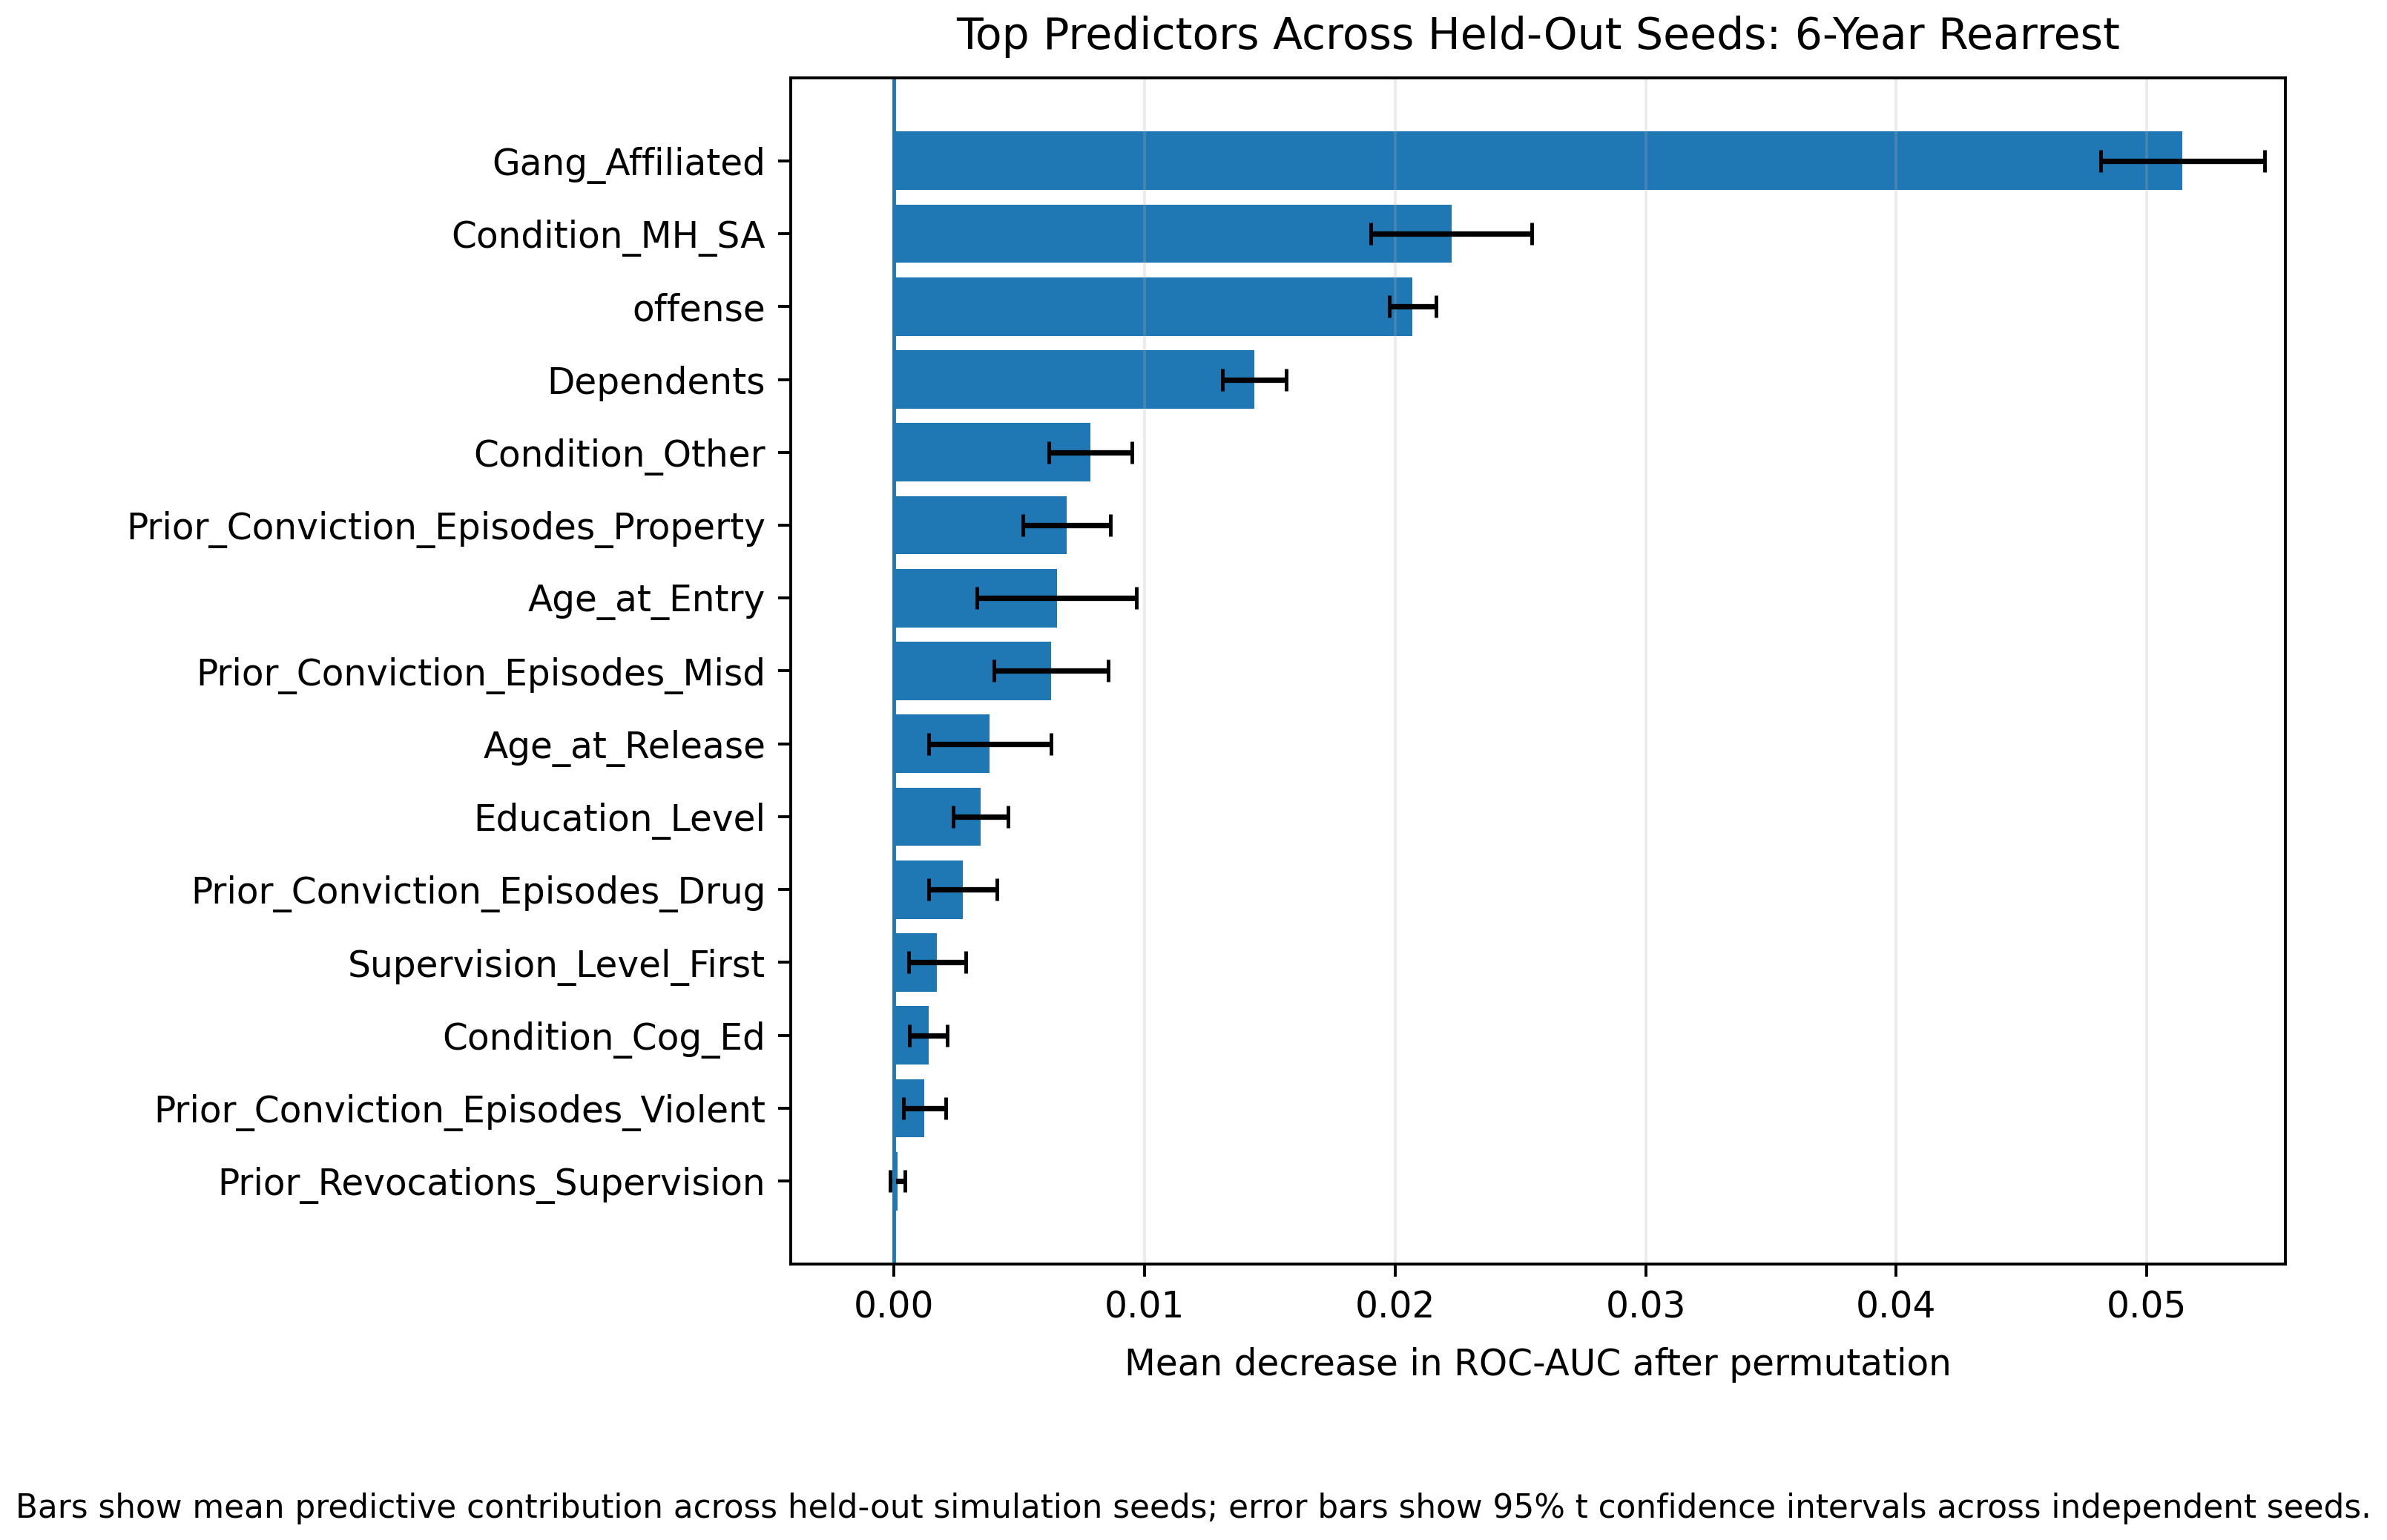 Top Predictors Across Held-Out Seeds: 6-Year Rearrest
Gang_Affiliated
Condition_MH_SA
offense
Dependents
Condition_Other
Prior_Conviction_Episodes_Property
Age_at_Entry
Prior_Conviction_Episodes_Misd
Age_at_Release
Education_Level
Prior_Conviction_Episodes_Drug
Supervision_Level_First
Condition_Cog_Ed
Prior_Conviction_Episodes_Violent
Prior_Revocations_Supervision
0.00 0.01 0.02 0.03 0.04 0.05
Mean decrease in ROC-AUC after permutation
Bars show mean predictive contribution across held-out simulation seeds; error bars show 95% t confidence intervals across independent seeds.